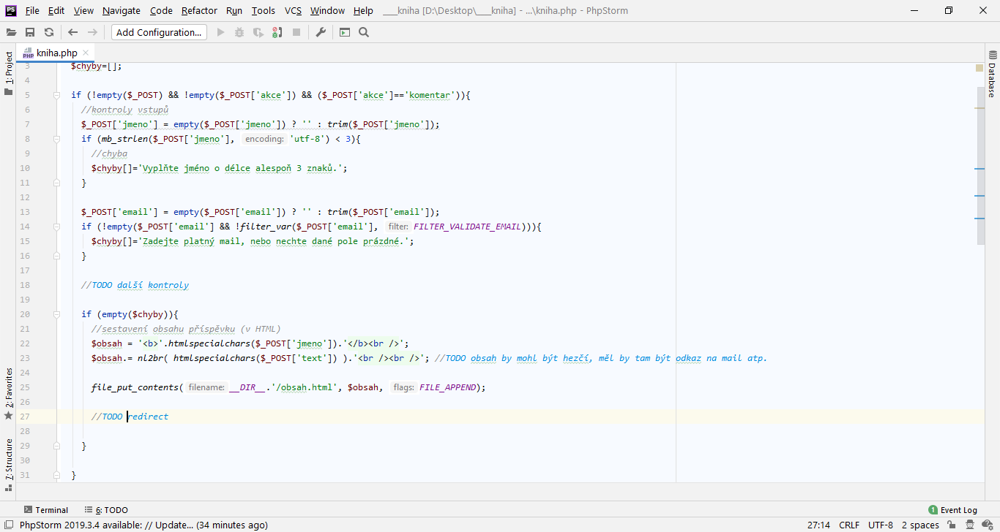 File Edit View Navigate Code Refactor Run Tools VCS Window Help ___kniha [D:\Desktop\___kniha] - ...\kniha.php - PhpStorm
Add Configuration...
kniha.php
1: Project
Database
3 $chyby=[];
4
5 if (!empty($_POST) && !empty($_POST['akce']) && ($_POST['akce']=='komentar')){
6 //kontroly vstupů
7 $_POST['jmeno'] = empty($_POST['jmeno']) ? '' : trim($_POST['jmeno']);
8 if (mb_strlen($_POST['jmeno'], encoding: 'utf-8') < 3){
9 //chyba
10 $chyby[]='Vyplňte jméno o délce alespoň 3 znaků.';
11 }
12
13 $_POST['email'] = empty($_POST['email']) ? '' : trim($_POST['email']);
14 if (!empty($_POST['email'] && !filter_var($_POST['email'], filter: FILTER_VALIDATE_EMAIL))){
15 $chyby[]='Zadejte platný mail, nebo nechte dané pole prázdné.';
16 }
17
18 //TODO další kontroly
19
20 if (empty($chyby)){
21 //sestavení obsahu příspěvku (v HTML)
22 $obsah = '<b>'.htmlspecialchars($_POST['jmeno']).'</b><br />';
23 $obsah.= nl2br( htmlspecialchars($_POST['text']) ).'<br /><br />'; //TODO obsah by mohl být hezčí, měl by tam být odkaz na mail atp.
24
25 file_put_contents( filename: __DIR__.'/obsah.html', $obsah, flags: FILE_APPEND);
26
27 //TODO redirect
28
29 }
30
31 }
2: Favorites
7: Structure
Terminal 6: TODO 1 Event Log
PhpStorm 2019.3.4 available: // Update... (34 minutes ago) 27:14 CRLF UTF-8 2 spaces